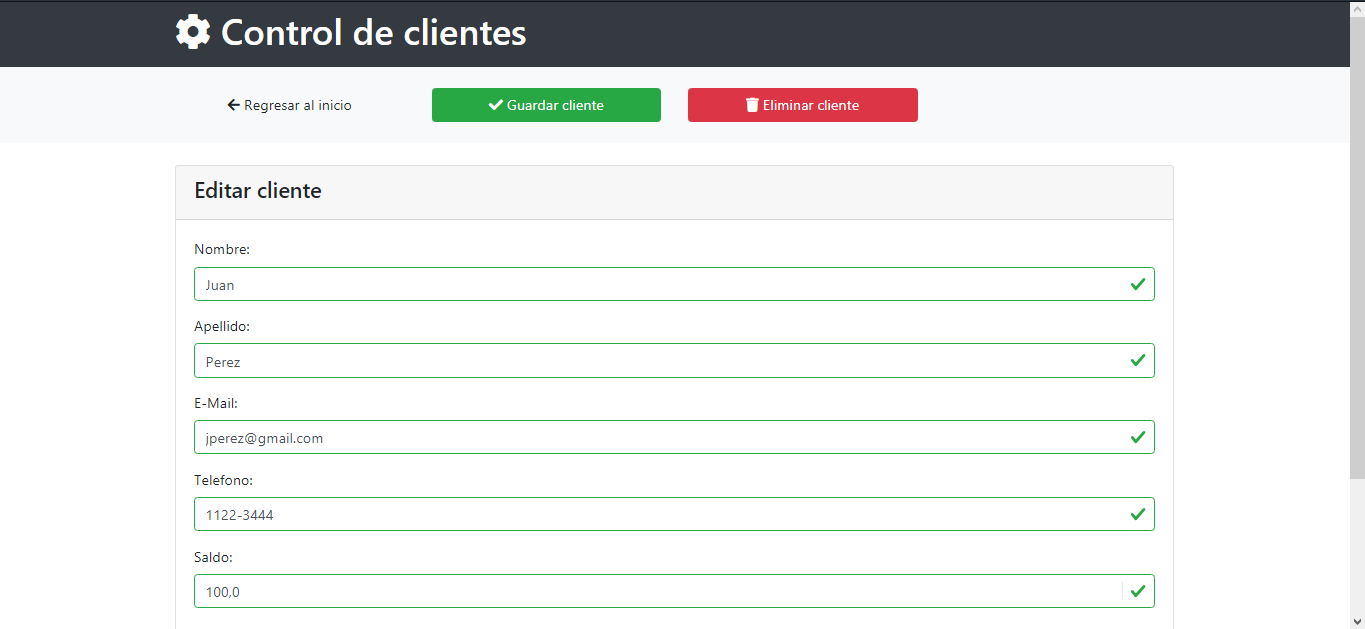 Control de clientes
Regresar al inicio
Guardar cliente
Eliminar cliente
Editar cliente
Nombre:
Juan
Apellido:
Perez
E-Mail:
jperez@gmail.com
Telefono:
1122-3444
Saldo:
100,0